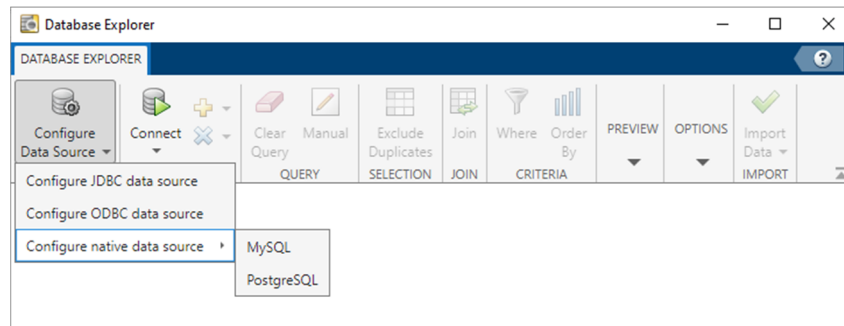 Database Explorer
DATABASE EXPLORER
?
Configure
Data Source
Connect
Clear
Query
Manual
Exclude
Duplicates
Join
Where
Order
By
PREVIEW
OPTIONS
Import
Data
QUERY
SELECTION
JOIN
CRITERIA
IMPORT
Configure JDBC data source
Configure ODBC data source
Configure native data source
MySQL
PostgreSQL